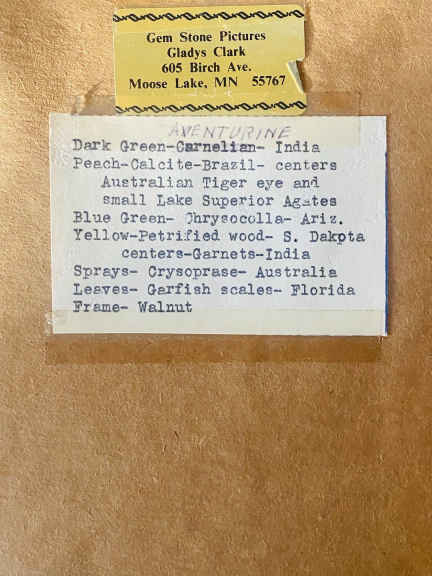 Gem Stone Pictures
Gladys Clark
605 Birch Ave.
Moose Lake, MN 55767
AVENTURINE
Dark Green-Carnelian- India
Peach-Calcite-Brazil- centers
Australian Tiger eye and
small Lake Superior Agates
Blue Green- Chrysocolla- Ariz.
Yellow-Petrified wood- S. Dakota
centers-Garnets-India
Sprays- Crysoprase- Australia
Leaves- Garfish scales- Florida
Frame- Walnut